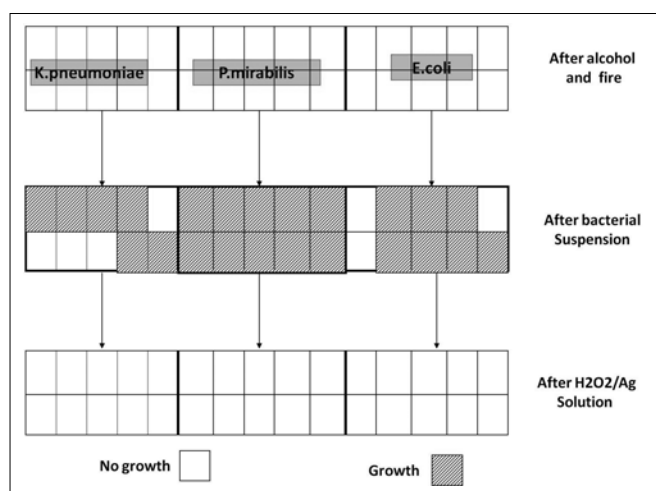 K.pneumoniae
P.mirabilis
E.coli
After alcohol
and fire
After bacterial
Suspension
After H2O2/Ag
Solution
No growth
Growth